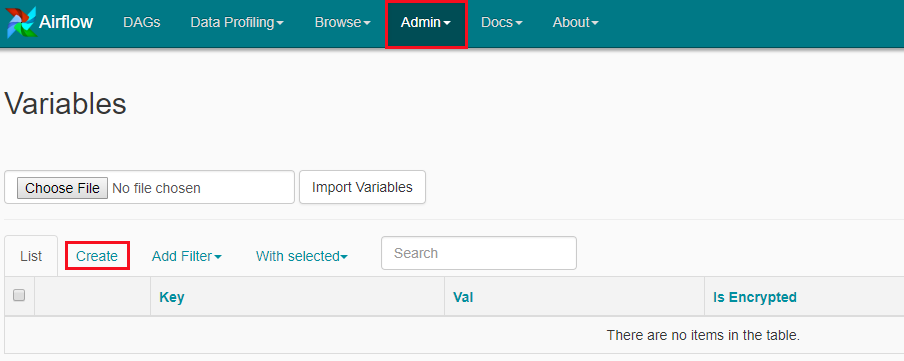 Airflow DAGs Data Profiling Browse Admin Docs About
Variables
Choose File No file chosen Import Variables
List Create Add Filter With selected Search
Key Val Is Encrypted
There are no items in the table.